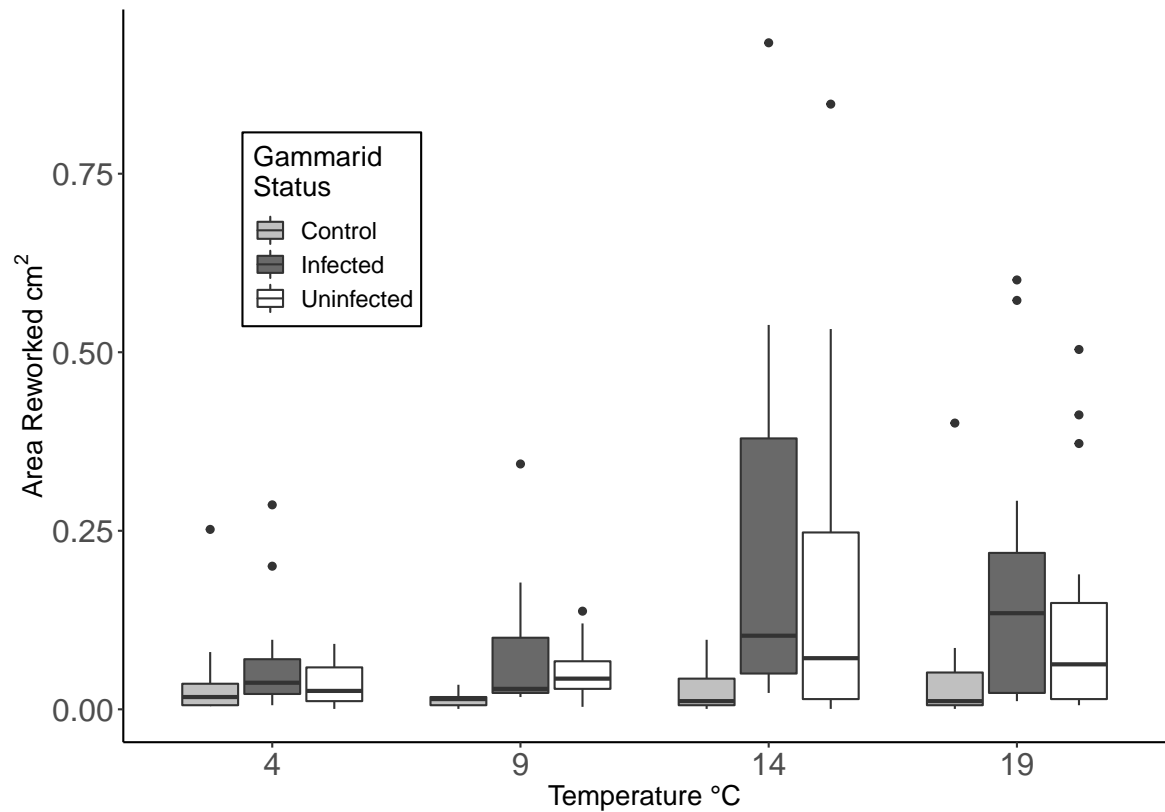 Area Reworked cm²
0.75
0.50
0.25
0.00
Gammarid
Status
Control
Infected
Uninfected
4 9 14 19
Temperature °C